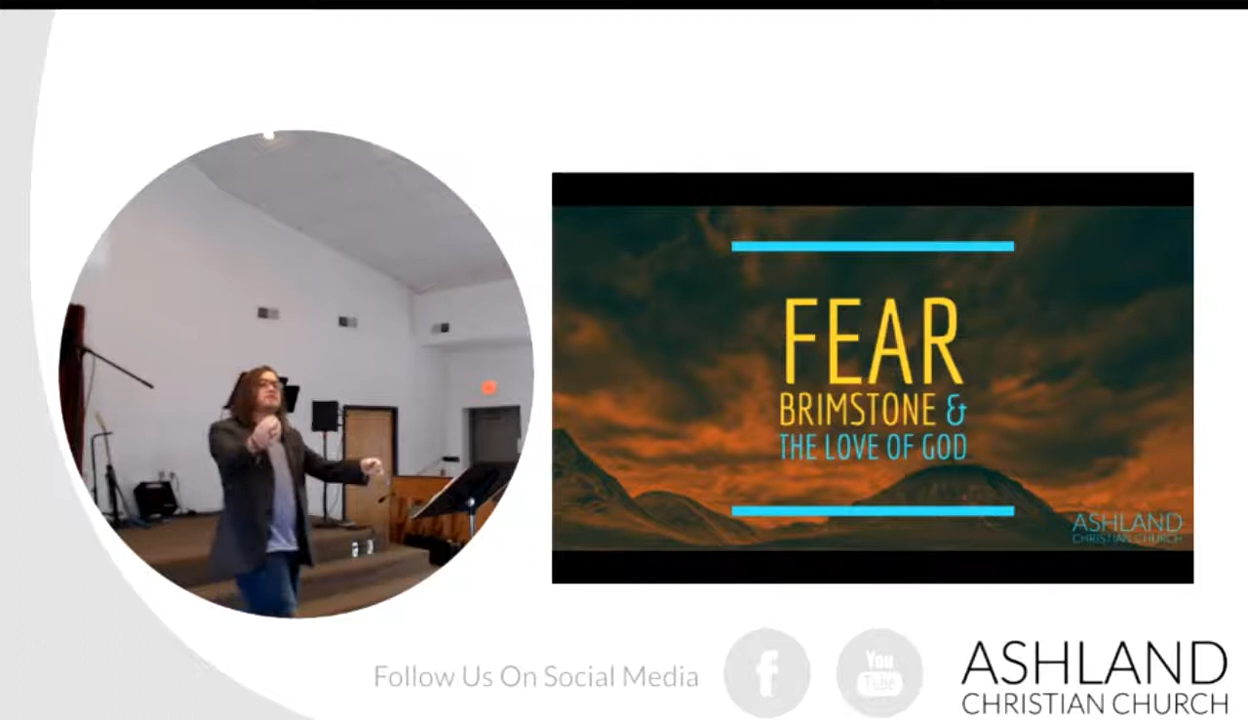 FEAR
BRIMSTONE &
THE LOVE OF GOD
ASHLAND
CHRISTIAN CHURCH
Follow Us On Social Media
f
You
Tube
ASHLAND
CHRISTIAN CHURCH